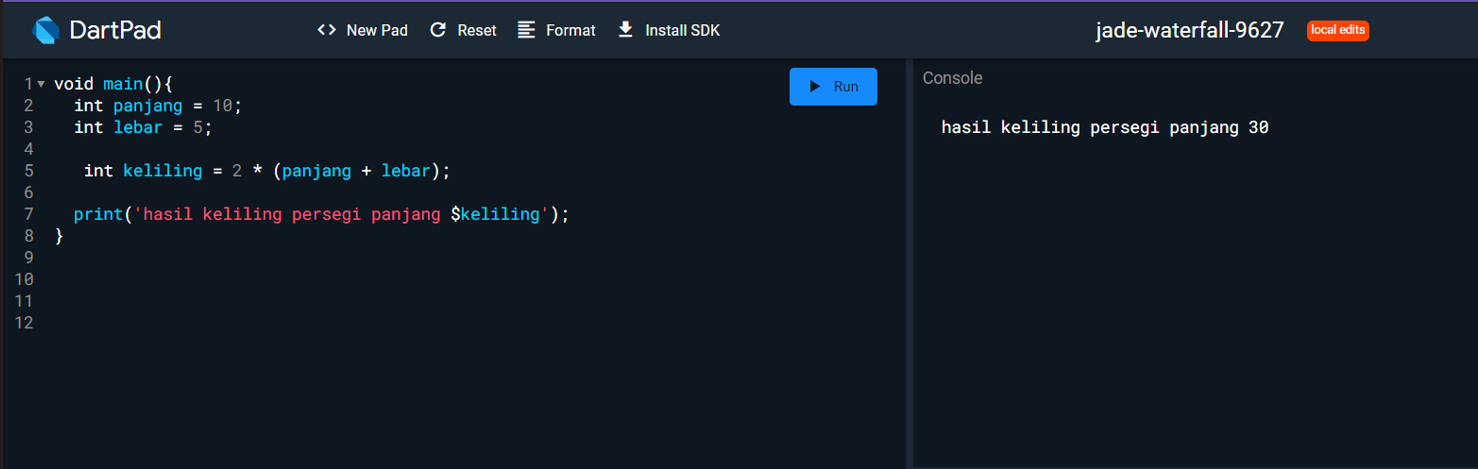 DartPad
<> New Pad
Reset
Format
Install SDK
jade-waterfall-9627
local edits
1 void main(){
2   int panjang = 10;
3   int lebar = 5;
4
5    int keliling = 2 * (panjang + lebar);
6
7   print('hasil keliling persegi panjang $keliling');
8 }
9
10
11
12
Run
Console
hasil keliling persegi panjang 30